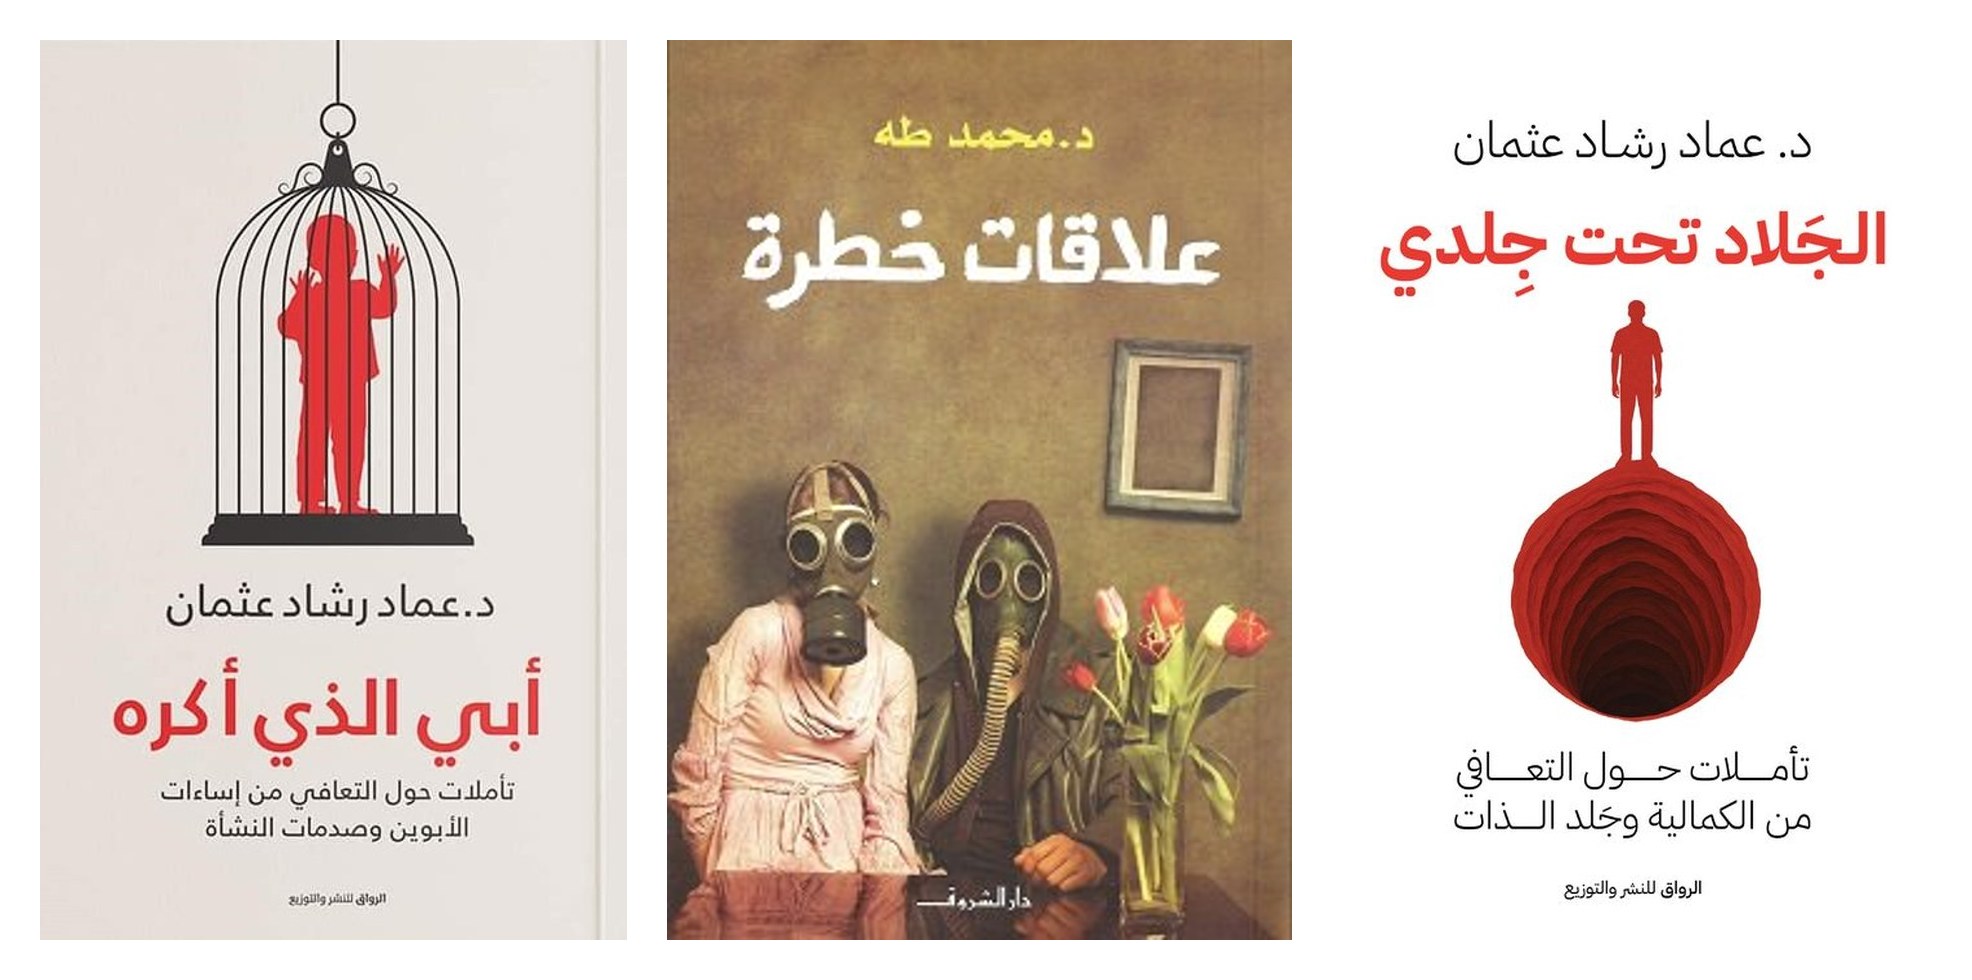 د.عماد رشاد عثمان
أبي الذي أكره
تأملات حول التعافي من إساءات
الأبوين وصدمات النشأة
الرواق للنشر والتوزيع
د.محمد طه
علاقات خطرة
دار الشروق
د. عماد رشاد عثمان
الجَلاد تحت جِلدي
تأمـــلات حـــول التعـــافي
من الكمالية وجَلد الـــذات
الرواق للنشر والتوزيع